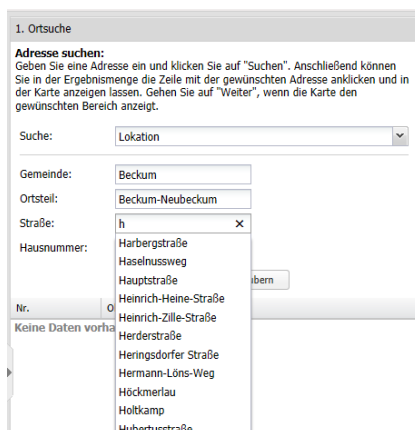 1. Ortsuche
Adresse suchen:
Geben Sie eine Adresse ein und klicken Sie auf "Suchen". Anschließend können
Sie in der Ergebnismenge die Zeile mit der gewünschten Adresse anklicken und in
der Karte anzeigen lassen. Gehen Sie auf "Weiter", wenn die Karte den
gewünschten Bereich anzeigt.
Suche: Lokation
Gemeinde: Beckum
Ortsteil: Beckum-Neubeckum
Straße: h ×
Hausnummer:
Harbergstraße
Haselnussweg
Hauptstraße
Heinrich-Heine-Straße
Heinrich-Zille-Straße
Herderstraße
Heringsdorfer Straße
Hermann-Löns-Weg
Höckmerlau
Holtkamp
Hubertusstraße
bern
Nr. O
Keine Daten vorha